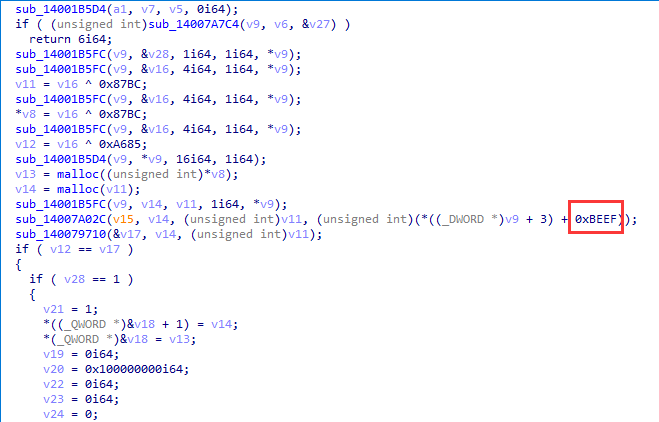 sub_14001B5D4(a1, v7, v5, 0i64);
if ( (unsigned int)sub_14007A7C4(v9, v6, &v27) )
return 6i64;
sub_14001B5FC(v9, &v28, 1i64, 1i64, *v9);
sub_14001B5FC(v9, &v16, 4i64, 1i64, *v9);
v11 = v16 ^ 0x87BC;
sub_14001B5FC(v9, &v16, 4i64, 1i64, *v9);
*v8 = v16 ^ 0x87BC;
sub_14001B5FC(v9, &v16, 4i64, 1i64, *v9);
v12 = v16 ^ 0xA685;
sub_14001B5D4(v9, *v9, 16i64, 1i64);
v13 = malloc((unsigned int)*v8);
v14 = malloc(v11);
sub_14001B5FC(v9, v14, v11, 1i64, *v9);
sub_14007A02C(v15, v14, (unsigned int)v11, (unsigned int)(*((_DWORD *)v9 + 3) + 0xBEEF));
sub_140079710(&v17, v14, (unsigned int)v11);
if ( v12 == v17 )
{
if ( v28 == 1 )
{
v21 = 1;
*((_QWORD *)&v18 + 1) = v14;
*(_QWORD *)&v18 = v13;
v19 = 0i64;
v20 = 0x100000000i64;
v22 = 0i64;
v23 = 0i64;
v24 = 0;